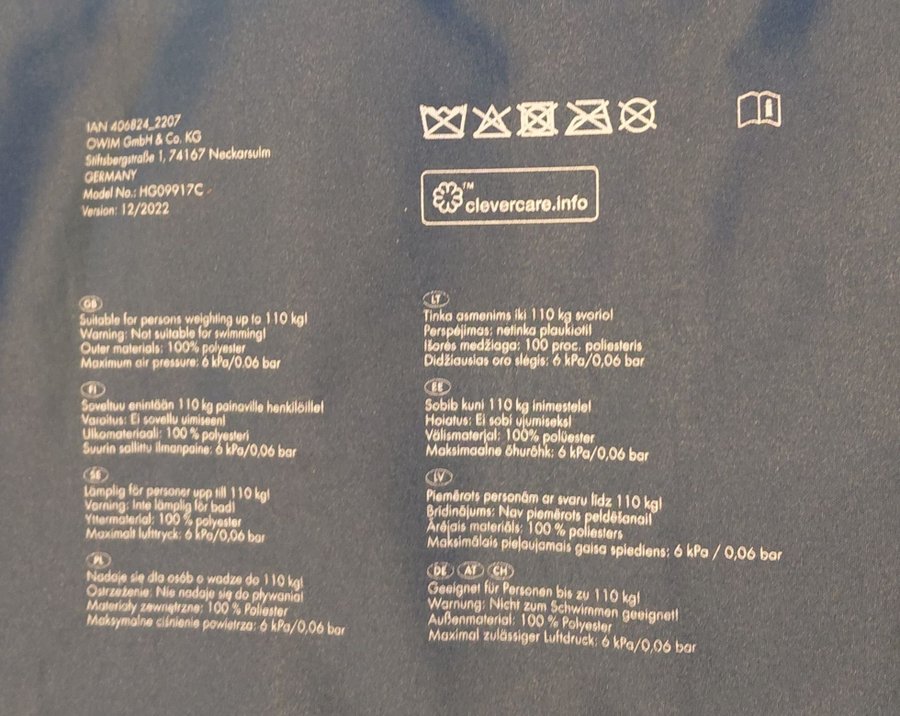 IAN 406824_2207
OWIM GmbH & Co. KG
Stiftsbergstraße 1, 74167 Neckarsulm
GERMANY
Model No.: HG09917C
Version: 12/2022
™
clevercare.info
GB
Suitable for persons weighting up to 110 kg!
Warning: Not suitable for swimming!
Outer materials: 100% polyester
Maximum air pressure: 6 kPa/0.06 bar
FI
Soveltuu enintään 110 kg painaville henkilöille!
Varoitus: Ei sovellu uimiseen!
Ulkomateriaali: 100 % polyesteri
Suurin sallittu ilmanpaine: 6 kPa/0,06 bar
SE
Lämplig för personer upp till 110 kg!
Varning: Inte lämplig för bad!
Yttermaterial: 100 % polyester
Maximalt lufttryck: 6 kPa/0,06 bar
PL
Nadaje się dla osób o wadze do 110 kg!
Ostrzeżenie: Nie nadaje się do pływania!
Materiały zewnętrzne: 100 % Poliester
Maksymalne ciśnienie powietrza: 6 kPa/0,06 bar
LT
Tinka asmenims iki 110 kg svorio!
Perspėjimas: netinka plaukioti!
Išorės medžiaga: 100 proc. poliesteris
Didžiausias oro slėgis: 6 kPa/0,06 bar
EE
Sobib kuni 110 kg inimestele!
Hoiatus: Ei sobi ujumiseks!
Välismaterjal: 100% polüester
Maksimaalne õhurõhk: 6 kPa/0,06 bar
LV
Piemērots personām ar svaru līdz 110 kg!
Brīdinājums: Nav piemērots peldēšanai!
Ārējais materiāls: 100 % poliesters
Maksimālais pieļaujamais gaisa spiediens: 6 kPa / 0,06 bar
DE AT CH
Geeignet für Personen bis zu 110 kg!
Warnung: Nicht zum Schwimmen geeignet!
Außenmaterial: 100 % Polyester
Maximal zulässiger Luftdruck: 6 kPa/0,06 bar